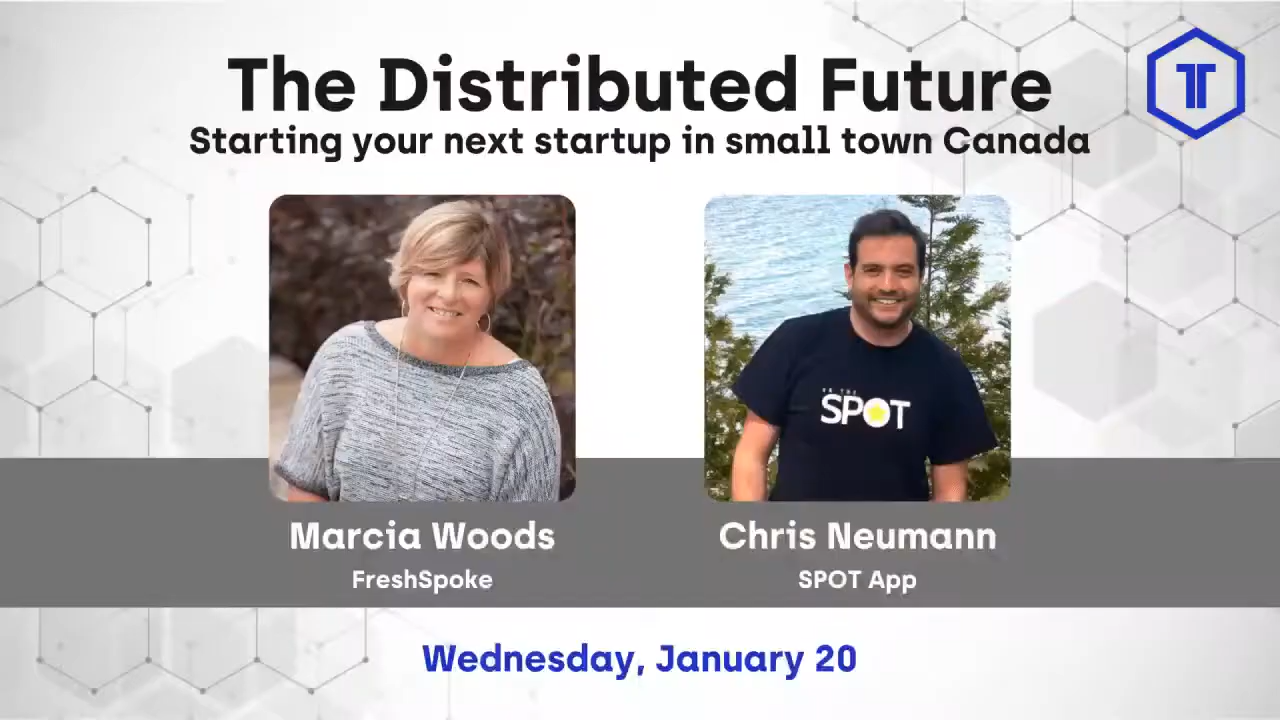 The Distributed Future
Starting your next startup in small town Canada
SPOT
Marcia Woods
Chris Neumann
FreshSpoke
SPOT App
Wednesday, January 20